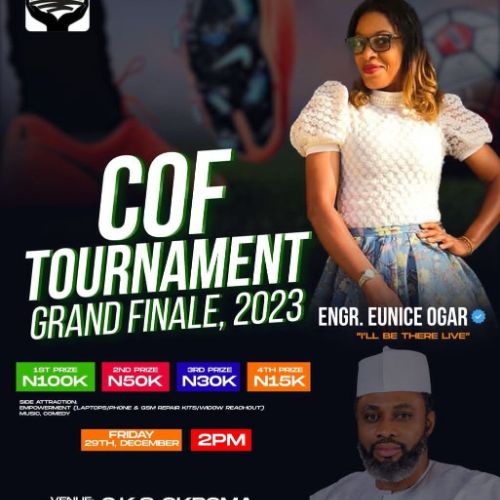 COF
TOURNAMENT
GRAND FINALE, 2023
ENGR. EUNICE OGAR
"I'LL BE THERE LIVE"
1ST PRIZE
N100K
2ND PRIZE
N50K
3RD PRIZE
N30K
4TH PRIZE
N15K
SIDE ATTRACTION:
EMPOWERMENT (LAPTOPS/PHONE & GSM REPAIR KITS/WIDOW REACHOUT)
MUSIC, COMEDY
FRIDAY
29TH, DECEMBER
2PM
VENUE: